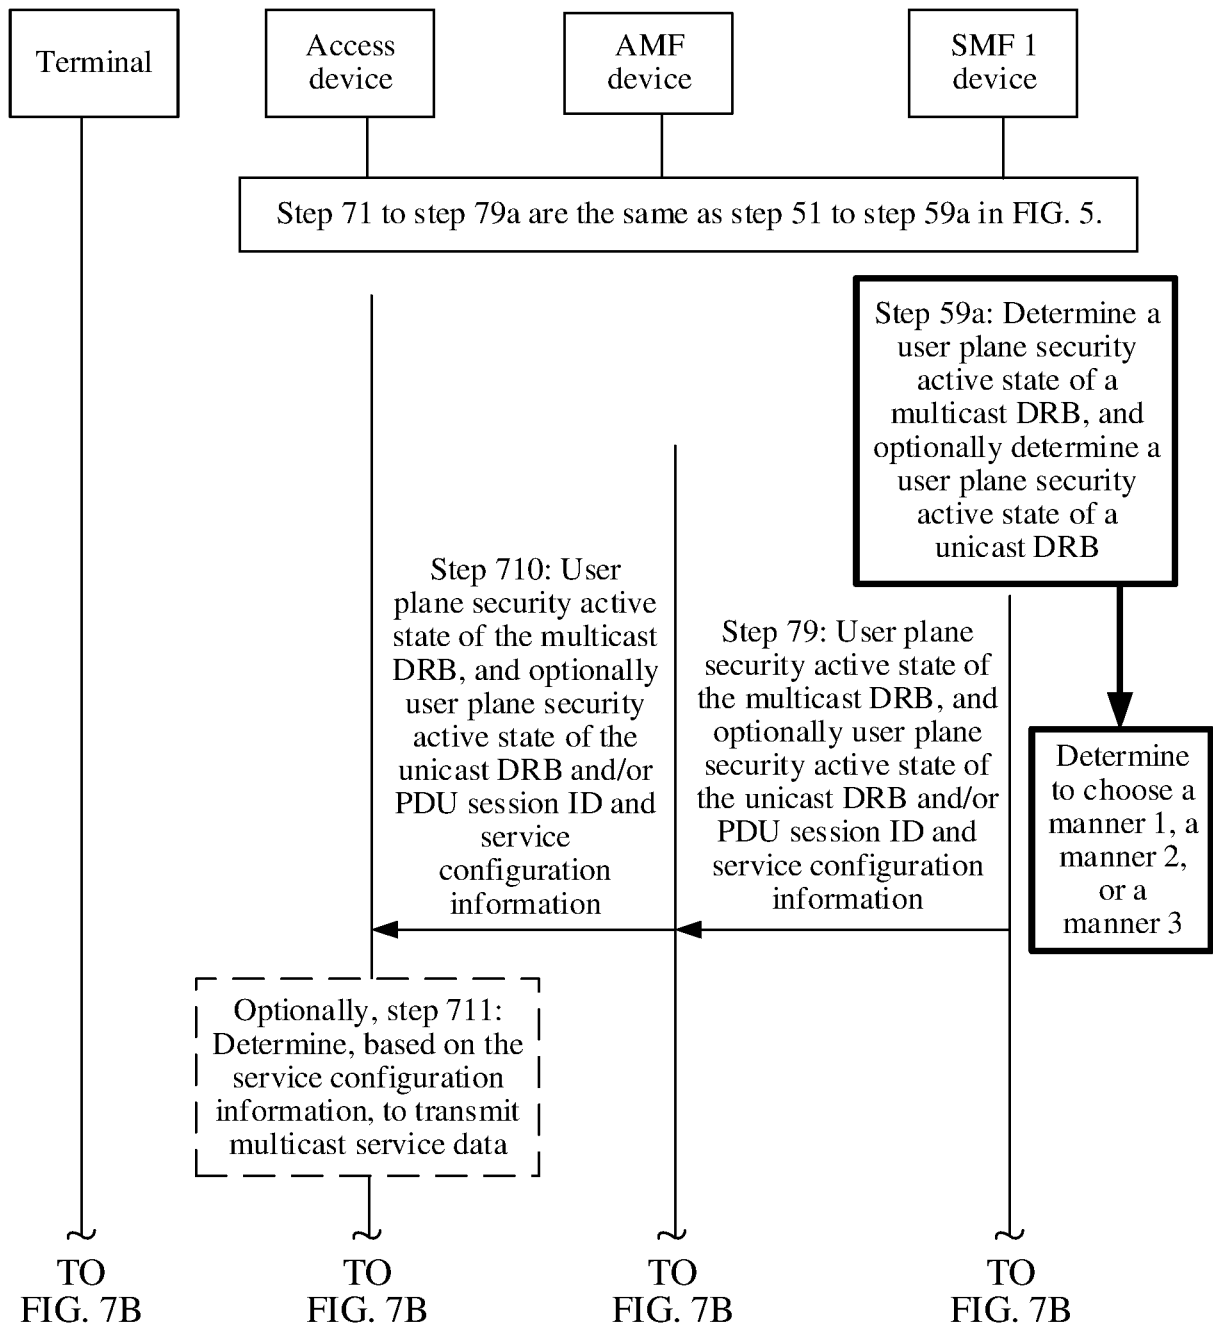 Terminal
Access
device
AMF
device
SMF 1
device
Step 71 to step 79a are the same as step 51 to step 59a in FIG. 5.
Step 59a: Determine a
user plane security
active state of a
multicast DRB, and
optionally determine a
user plane security
active state of a
unicast DRB
Step 710: User
plane security active
state of the multicast
DRB, and optionally
user plane security
active state of the
unicast DRB and/or
PDU session ID and
service
configuration
information
Step 79: User plane
security active state of
the multicast DRB, and
optionally user plane
security active state of
the unicast DRB and/or
PDU session ID and
service configuration
information
Determine
to choose a
manner 1, a
manner 2,
or a
manner 3
Optionally, step 711:
Determine, based on the
service configuration
information, to transmit
multicast service data
TO
FIG. 7B
TO
FIG. 7B
TO
FIG. 7B
TO
FIG. 7B